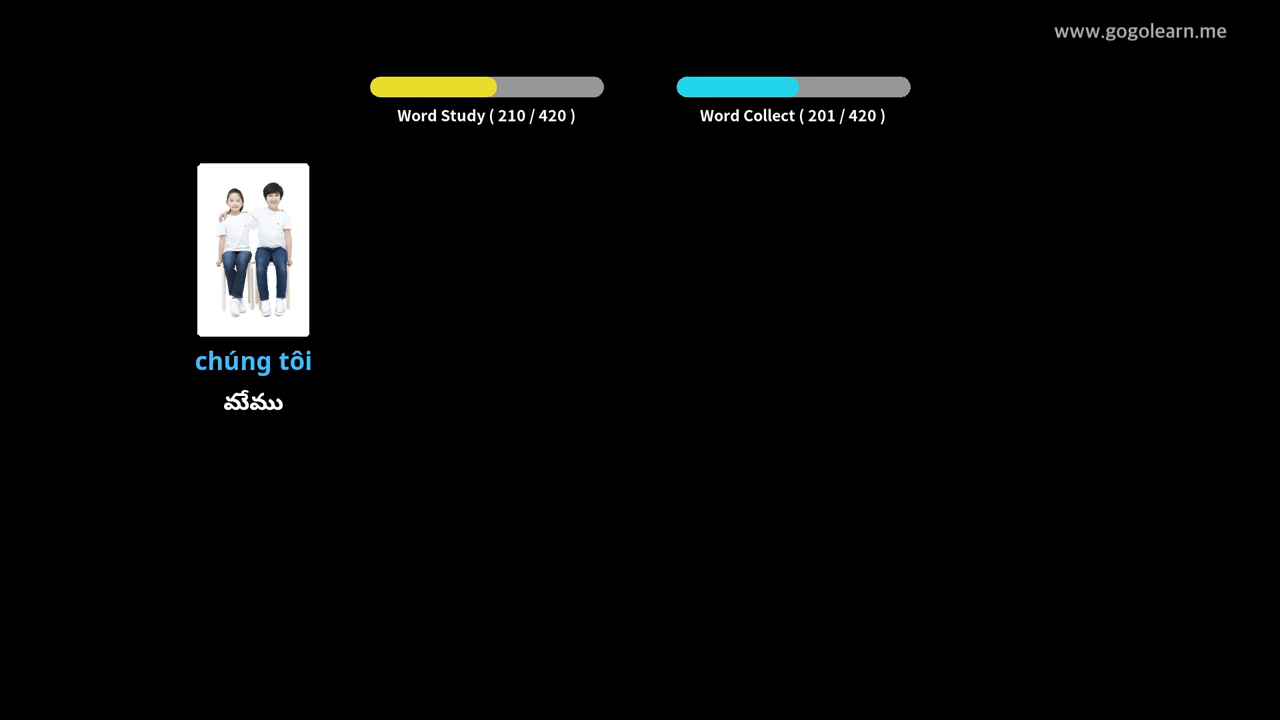 www.gogolearn.me
Word Study ( 210 / 420 )
Word Collect ( 201 / 420 )
chúng tôi
మేము